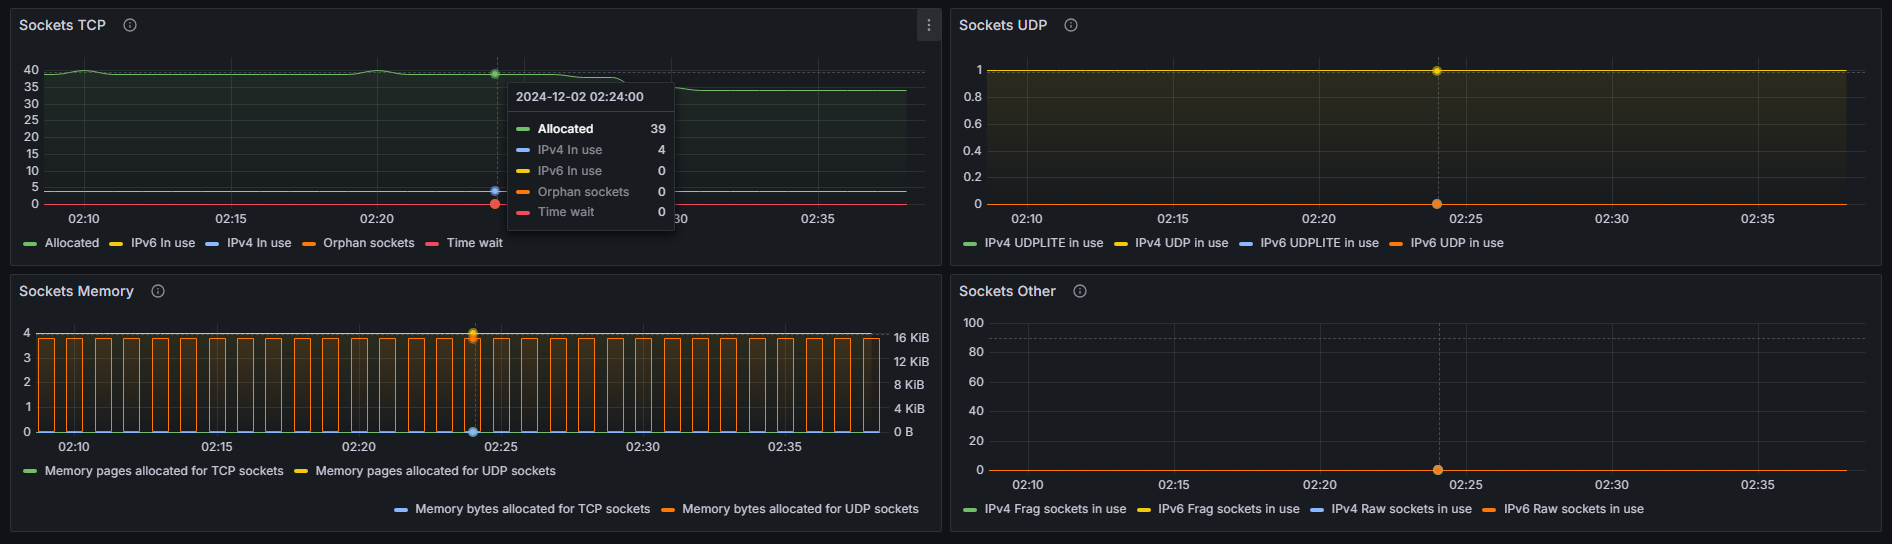 Sockets TCP
40
35
30
25
20
15
10
5
0
02:10 02:15 02:20 30 02:35
2024-12-02 02:24:00
Allocated 39
IPv4 In use 4
IPv6 In use 0
Orphan sockets 0
Time wait 0
Allocated IPv6 In use IPv4 In use Orphan sockets Time wait
Sockets UDP
1
0.8
0.6
0.4
0.2
0
02:10 02:15 02:20 02:25 02:30 02:35
IPv4 UDPLITE in use IPv4 UDP in use IPv6 UDPLITE in use IPv6 UDP in use
Sockets Memory
4
3
2
1
0
16 KiB
12 KiB
8 KiB
4 KiB
0 B
02:10 02:15 02:20 02:25 02:30 02:35
Memory pages allocated for TCP sockets Memory pages allocated for UDP sockets
Memory bytes allocated for TCP sockets Memory bytes allocated for UDP sockets
Sockets Other
100
80
60
40
20
0
02:10 02:15 02:20 02:25 02:30 02:35
IPv4 Frag sockets in use IPv6 Frag sockets in use IPv4 Raw sockets in use IPv6 Raw sockets in use